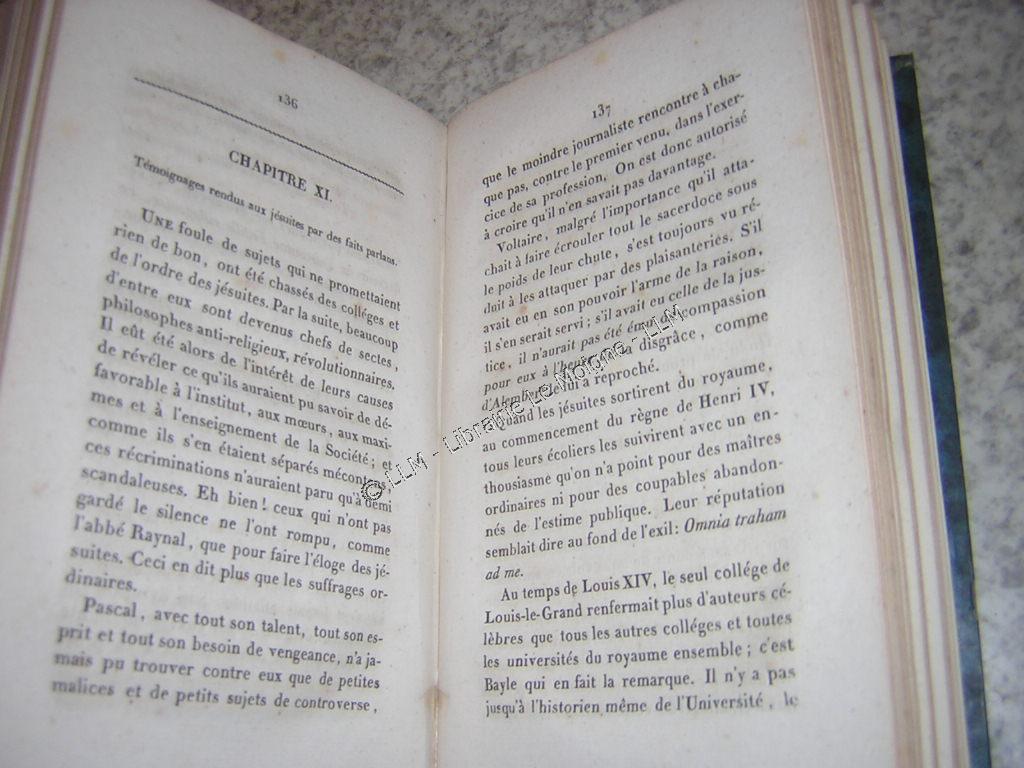 136
CHAPITRE XI.
Témoignages rendus aux jésuites par des faits parlans.
UNE foule de sujets qui ne promettaient
rien de bon, ont été chassés des colléges et
de l'ordre des jésuites. Par la suite, beaucoup
d'entre eux sont devenus chefs de sectes,
philosophes anti-religieux, révolutionnaires.
Il eût été alors de l'intérêt de leurs causes
de révéler ce qu'ils auraient pu savoir de dé-
favorable à l'institut, aux mœurs, aux maxi-
mes et à l'enseignement de la Société; et
comme ils s'en étaient séparés mécontens,
ces récriminations n'auraient paru qu'à demi
scandaleuses. Eh bien! ceux qui n'ont pas
gardé le silence ne l'ont rompu, comme
l'abbé Raynal, que pour faire l'éloge des jé-
suites. Ceci en dit plus que les suffrages or-
dinaires.
Pascal, avec tout son talent, tout son es-
prit et tout son besoin de vengeance, n'a ja-
mais pu trouver contre eux que de petites
malices et de petits sujets de controverse,
137
que le moindre journaliste rencontre à cha-
que pas, contre le premier venu, dans l'exer-
cice de sa profession. On est donc autorisé
à croire qu'il n'en savait pas davantage.
Voltaire, malgré l'importance qu'il atta-
chait à faire écrouler tout le sacerdoce sous
le poids de leur chute, s'est toujours vu ré-
duit à les attaquer par des plaisanteries. S'il
avait eu en son pouvoir l'arme de la raison,
il s'en serait servi; s'il avait eu celle de la jus-
tice, il n'aurait pas été ému de compassion
pour eux à l'heure de la disgrâce, comme
d'Alembert le lui a reproché.
Quand les jésuites sortirent du royaume,
au commencement du règne de Henri IV,
tous leurs écoliers les suivirent avec un en-
thousiasme qu'on n'a point pour des maîtres
ordinaires ni pour des coupables abandon-
nés de l'estime publique. Leur réputation
semblait dire au fond de l'exil: Omnia traham
ad me.
Au temps de Louis XIV, le seul collége de
Louis-le-Grand renfermait plus d'auteurs cé-
lèbres que tous les autres colléges et toutes
les universités du royaume ensemble; c'est
Bayle qui en fait la remarque. Il n'y a pas
jusqu'à l'historien même de l'Université, le
© LLM - Librairie Le Moigne - LLM